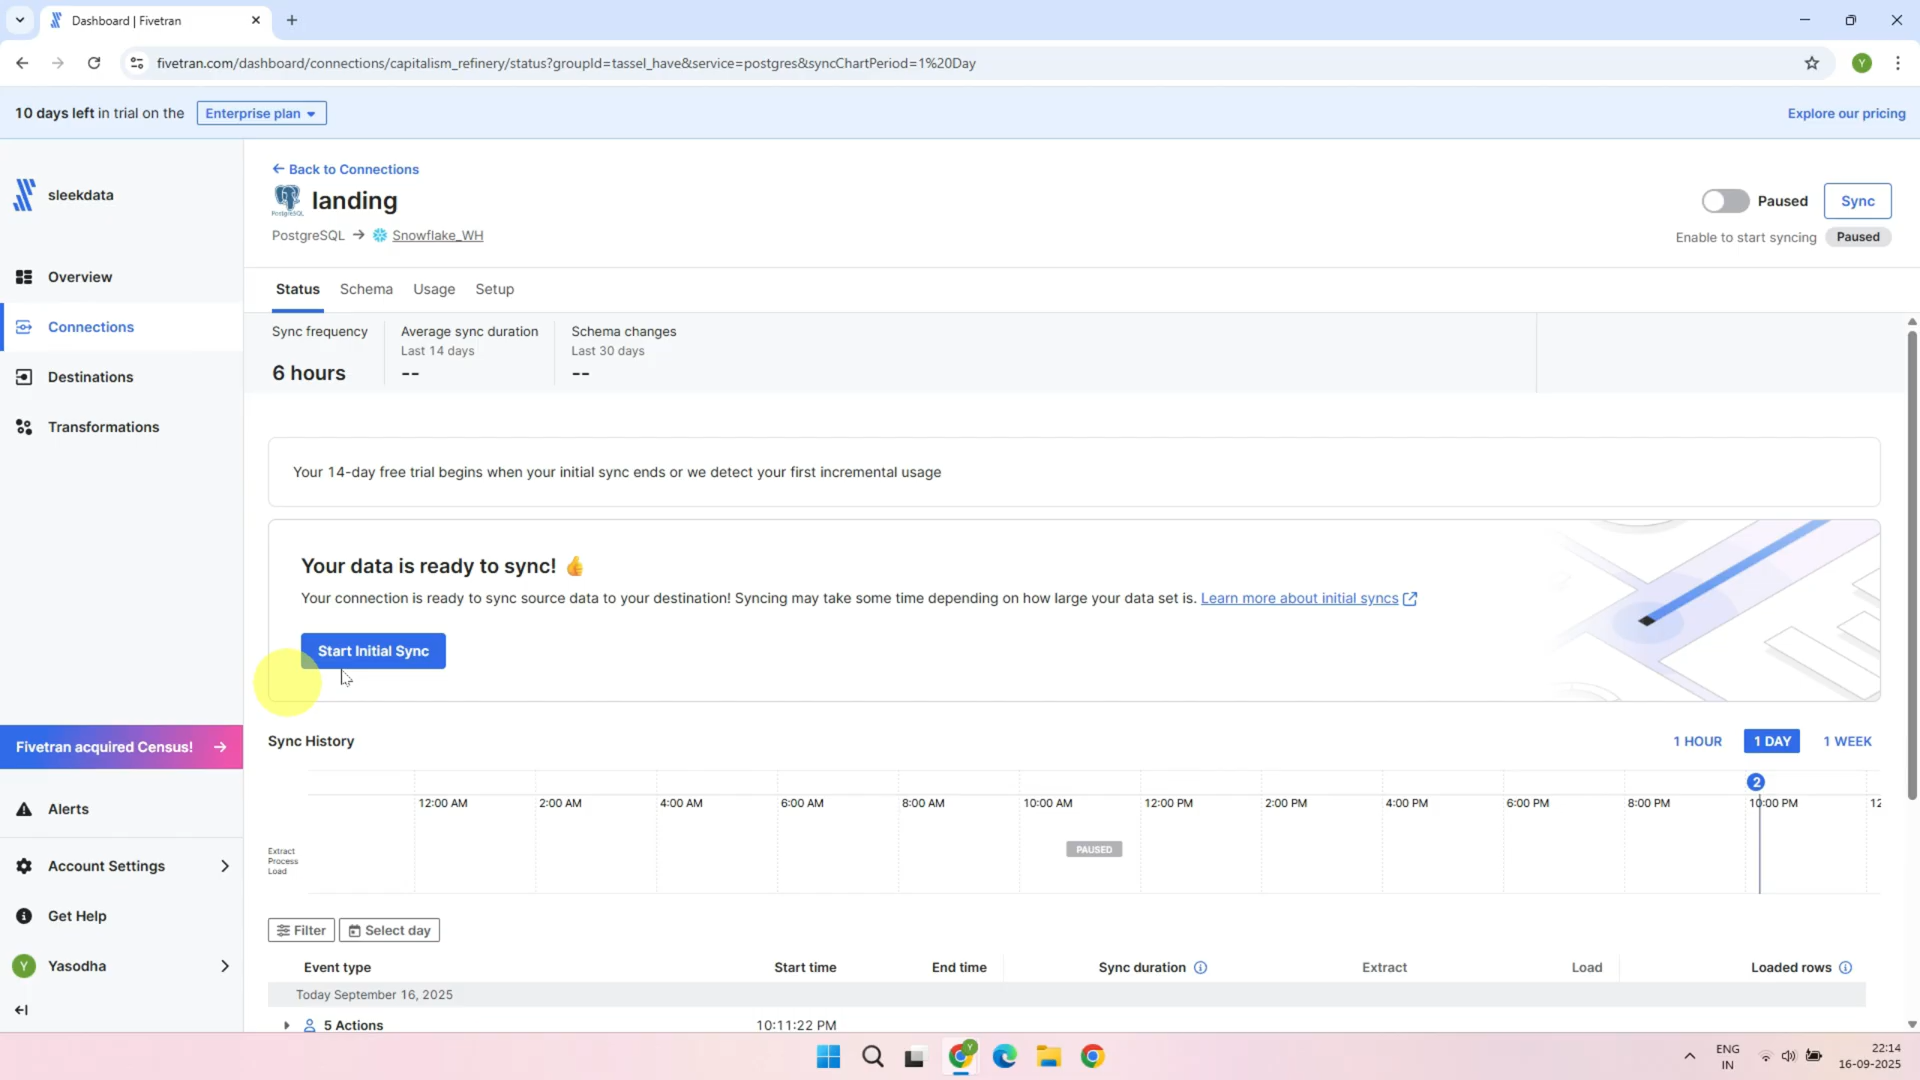 Dashboard | Fivetran
fivetran.com/dashboard/connections/capitalism_refinery/status?groupId=tassel_have&service=postgres&syncChartPeriod=1%20Day
Y
10 days left in trial on the
Enterprise plan
Explore our pricing
sleekdata
Overview
Connections
Destinations
Transformations
Fivetran acquired Census!
Alerts
Account Settings
Get Help
Y
Yasodha
Back to Connections
PostgreSQL
landing
PostgreSQL → Snowflake_WH
Paused
Sync
Enable to start syncing
Paused
Status
Schema
Usage
Setup
Sync frequency
6 hours
Average sync duration
Last 14 days
--
Schema changes
Last 30 days
--
Your 14-day free trial begins when your initial sync ends or we detect your first incremental usage
Your data is ready to sync! 👍
Your connection is ready to sync source data to your destination! Syncing may take some time depending on how large your data set is. Learn more about initial syncs
Start Initial Sync
Sync History
1 HOUR
1 DAY
1 WEEK
2
12:00 AM
2:00 AM
4:00 AM
6:00 AM
8:00 AM
10:00 AM
12:00 PM
2:00 PM
4:00 PM
6:00 PM
8:00 PM
10:00 PM
12
Extract
Process
Load
PAUSED
Filter
Select day
Event type
Start time
End time
Sync duration
Extract
Load
Loaded rows
Today September 16, 2025
5 Actions
10:11:22 PM
Y
ENG
IN
22:14
16-09-2025